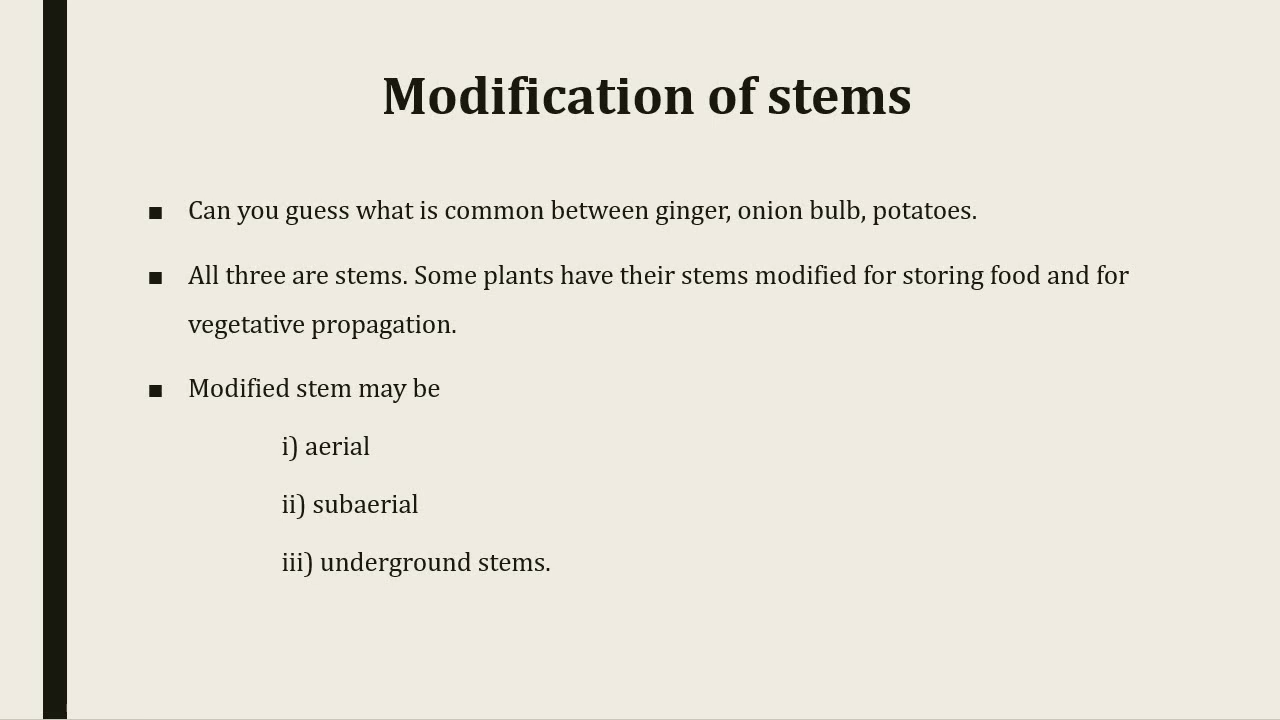 Modification of stems
▪ Can you guess what is common between ginger, onion bulb, potatoes.
▪ All three are stems. Some plants have their stems modified for storing food and for
vegetative propagation.
▪ Modified stem may be
i) aerial
ii) subaerial
iii) underground stems.